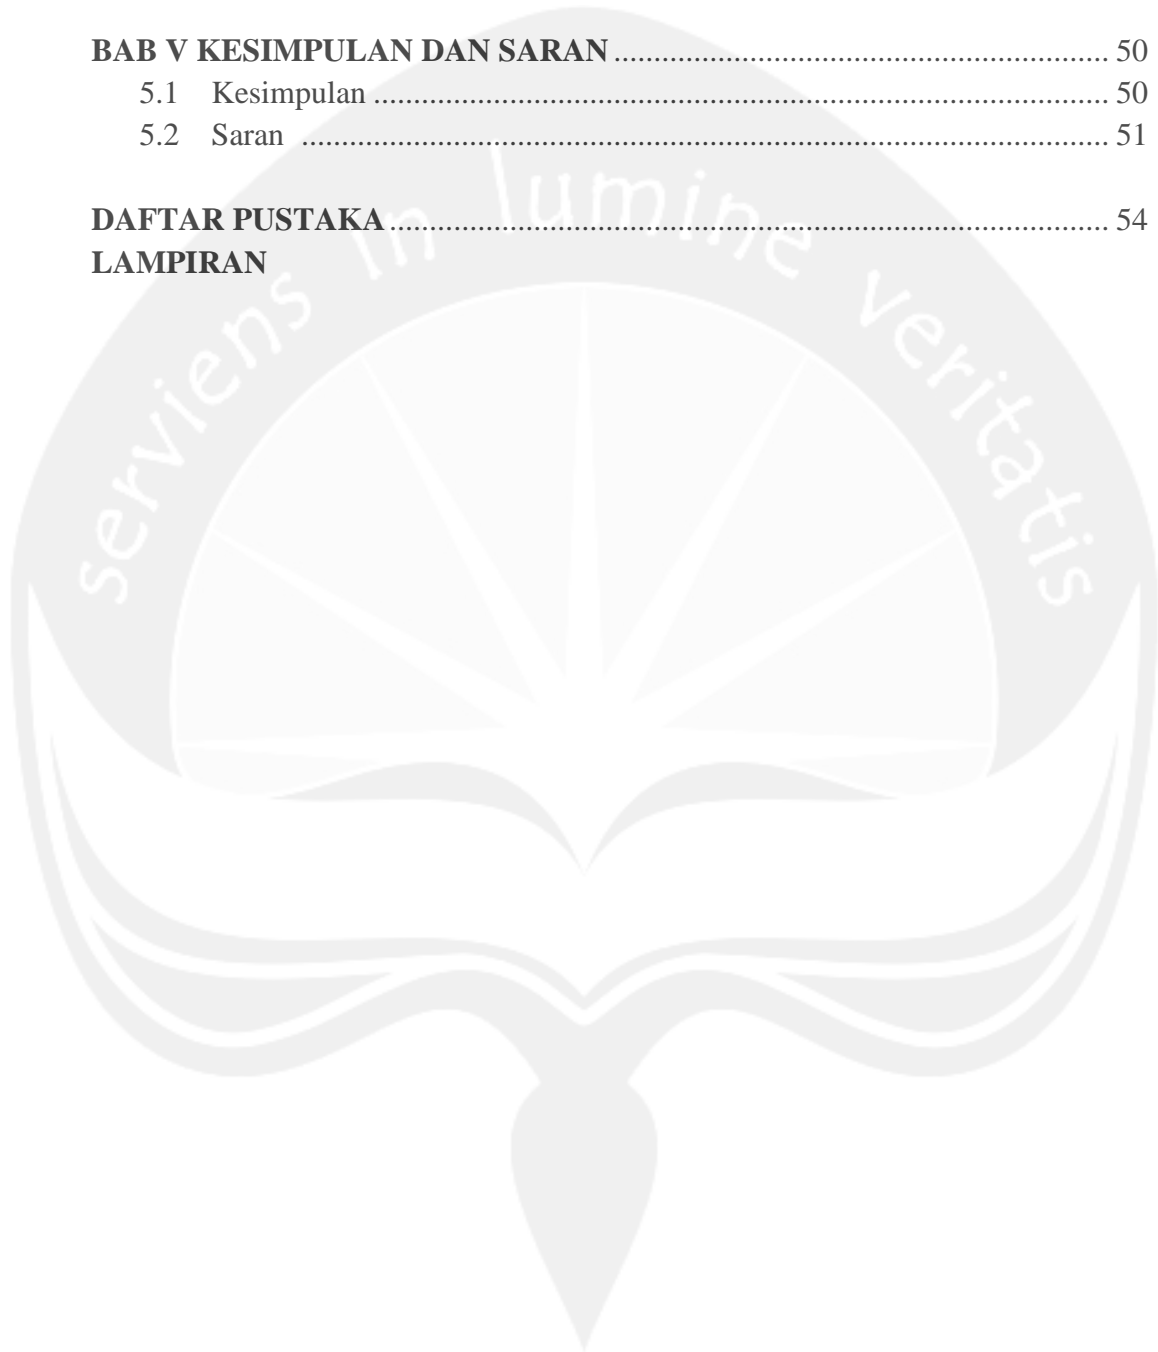 BAB V KESIMPULAN DAN SARAN ............................................................... 50
5.1 Kesimpulan ............................................................................................. 50
5.2 Saran ...................................................................................................... 51
DAFTAR PUSTAKA ........................................................................................... 54
LAMPIRAN
serviens in lumine veritatis